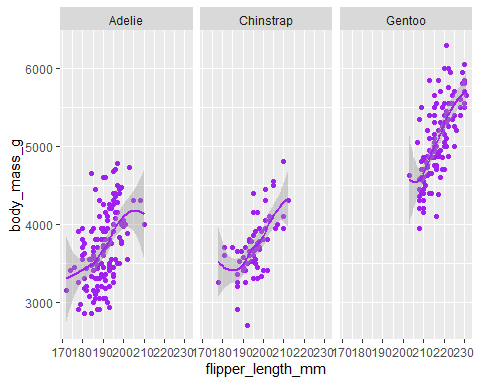 Adelie Chinstrap Gentoo
6000
5000
4000
3000
body_mass_g
170180190200210220230 170180190200210220230 170180190200210220230
flipper_length_mm